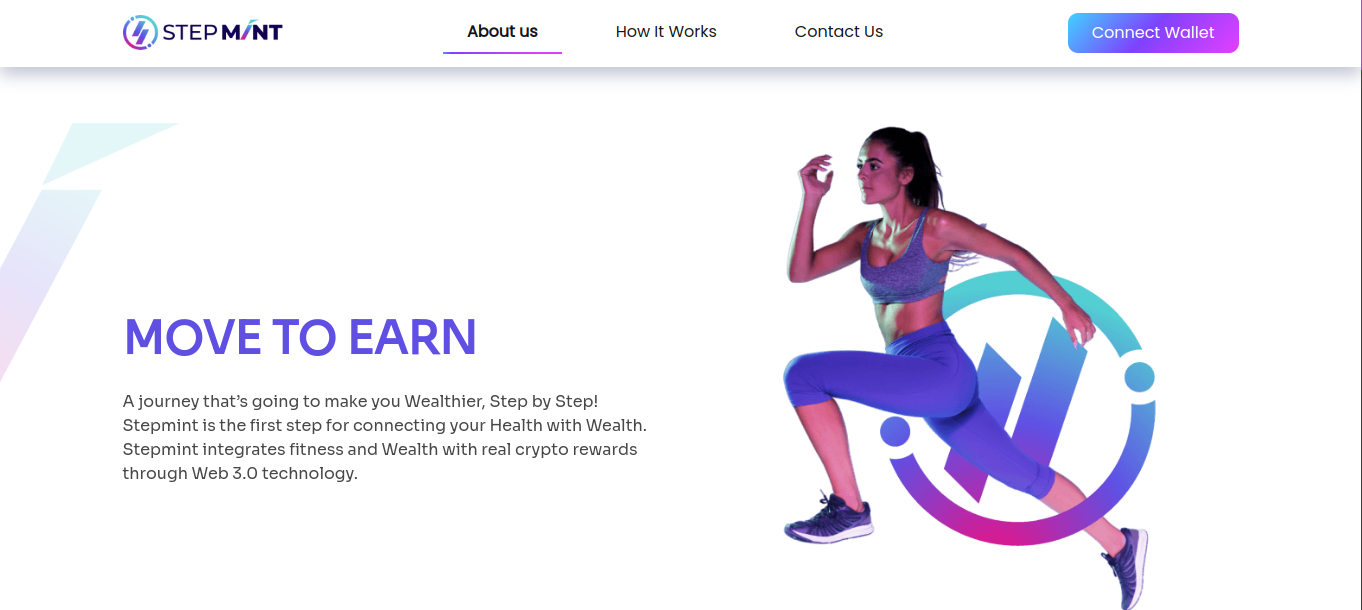 STEPMINT
About us
How It Works
Contact Us
Connect Wallet
MOVE TO EARN
A journey that’s going to make you Wealthier, Step by Step!
Stepmint is the first step for connecting your Health with Wealth.
Stepmint integrates fitness and Wealth with real crypto rewards
through Web 3.0 technology.